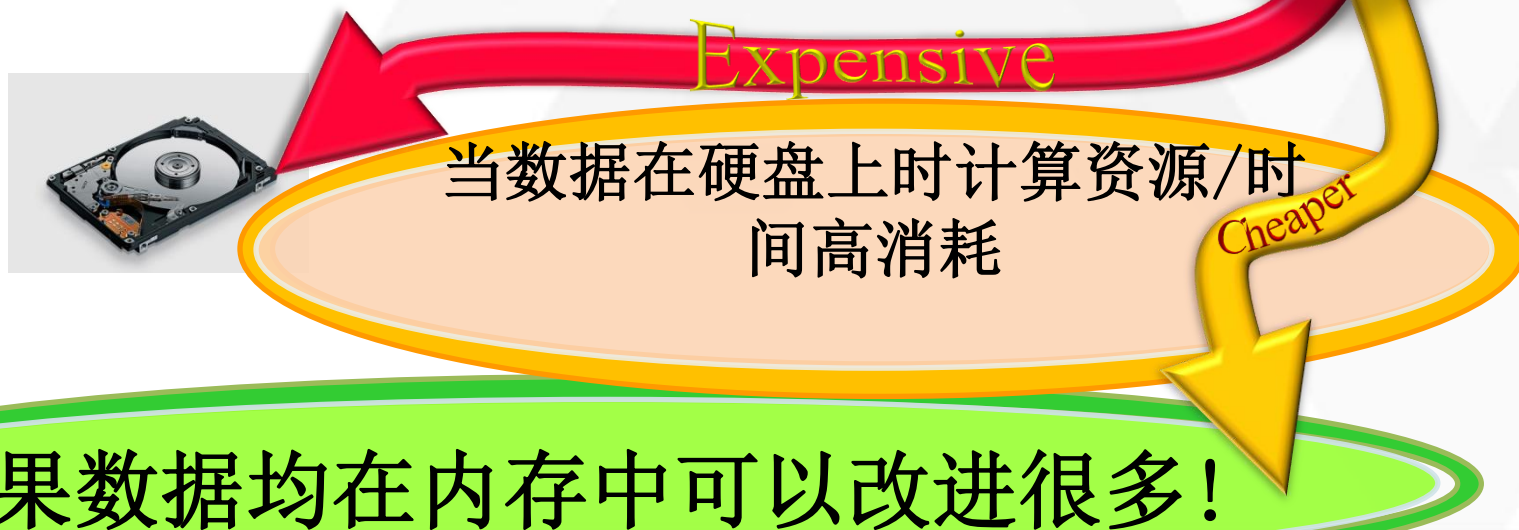 Expensive
当数据在硬盘上时计算资源/时
间高消耗
Cheaper
果数据均在内存中可以改进很多!